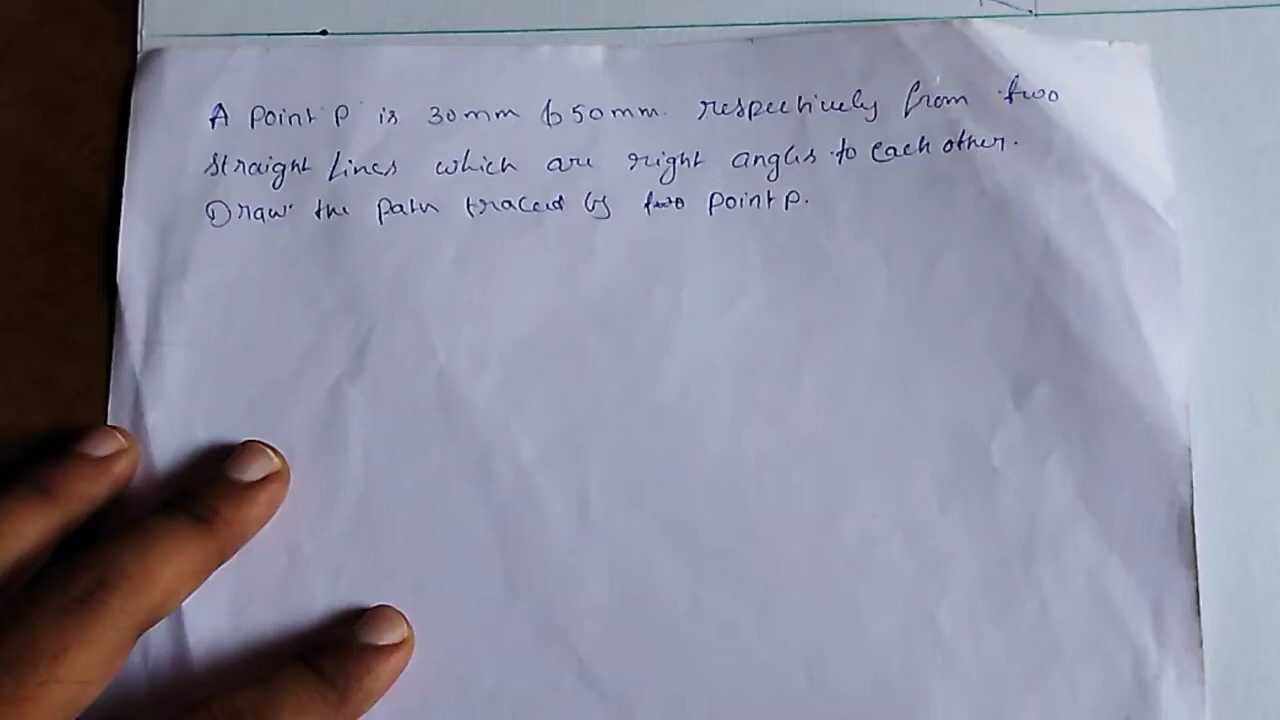 A point P is 30mm & 50mm respectively from two
straight lines which are right angles to each other.
Draw the path traced by two point P.